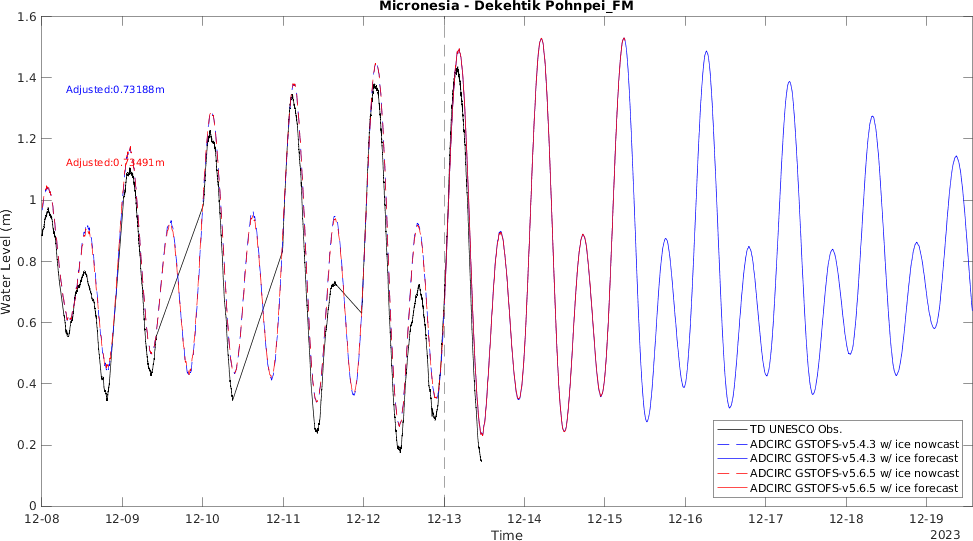 Micronesia - Dekehtik Pohnpei_FM
1.6
1.4
1.2
1
0.8
0.6
0.4
0.2
0
Water Level (m)
Adjusted:0.73188m
Adjusted:0.73491m
TD UNESCO Obs.
ADCIRC GSTOFS-v5.4.3 w/ ice nowcast
ADCIRC GSTOFS-v5.4.3 w/ ice forecast
ADCIRC GSTOFS-v5.6.5 w/ ice nowcast
ADCIRC GSTOFS-v5.6.5 w/ ice forecast
12-08 12-09 12-10 12-11 12-12 12-13 12-14 12-15 12-16 12-17 12-18 12-19
Time
2023